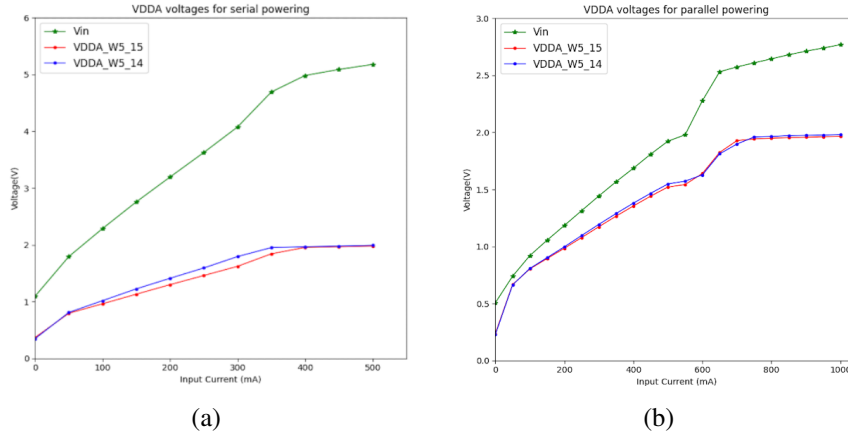 VDDA voltages for serial powering
Vin
VDDA_W5_15
VDDA_W5_14
6
5
4
3
2
1
0
Voltage(V)
0 100 200 300 400 500
Input Current (mA)
(a)
VDDA voltages for parallel powering
Vin
VDDA_W5_15
VDDA_W5_14
3.0
2.5
2.0
1.5
1.0
0.5
0.0
Voltage(V)
0 200 400 600 800 1000
Input Current (mA)
(b)